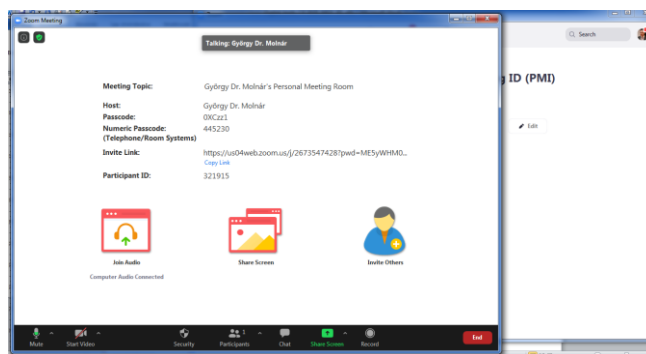 Zoom Meeting
Talking: György Dr. Molnár
Search
Meeting Topic: György Dr. Molnár's Personal Meeting Room
ID (PMI)
Host: György Dr. Molnár
Passcode: 0XCzz1
Numeric Passcode: 445230
(Telephone/Room Systems)
Edit
Invite Link: https://us04web.zoom.us/j/2673547428?pwd=ME5yWHM0...
Copy Link
Participant ID: 321915
Join Audio Share Screen Invite Others
Computer Audio Connected
1
Mute Start Video Security Participants Chat Share Screen Record End